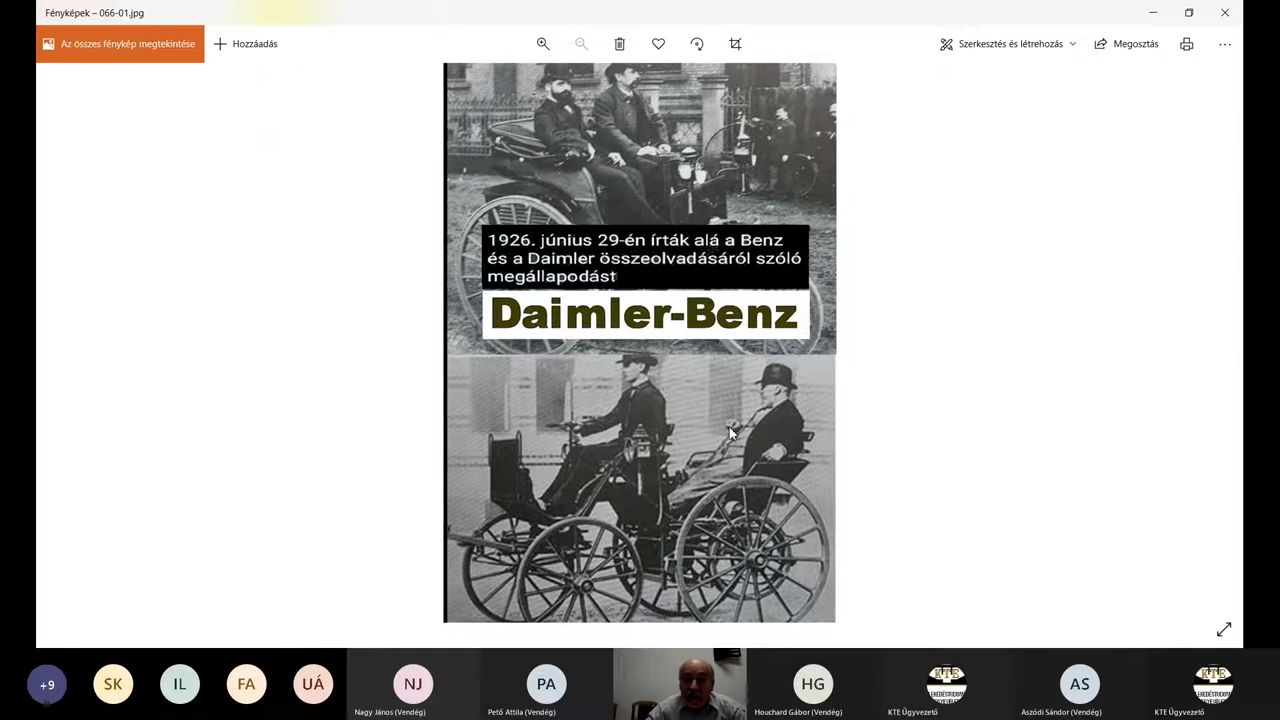 Fényképek – 066-01.jpg
Az összes fénykép megtekintése
Hozzáadás
Szerkesztés és létrehozás
Megosztás
1926. június 29-én írták alá a Benz
és a Daimler összeolvadásáról szóló
megállapodást
Daimler-Benz
+9
SK
IL
FA
UÁ
NJ
PA
HG
KTE
AS
KTE
Nagy János (Vendég)
Pető Attila (Vendég)
Houchard Gábor (Vendég)
KTE Ügyvezető
Aszódi Sándor (Vendég)
KTE Ügyvezető